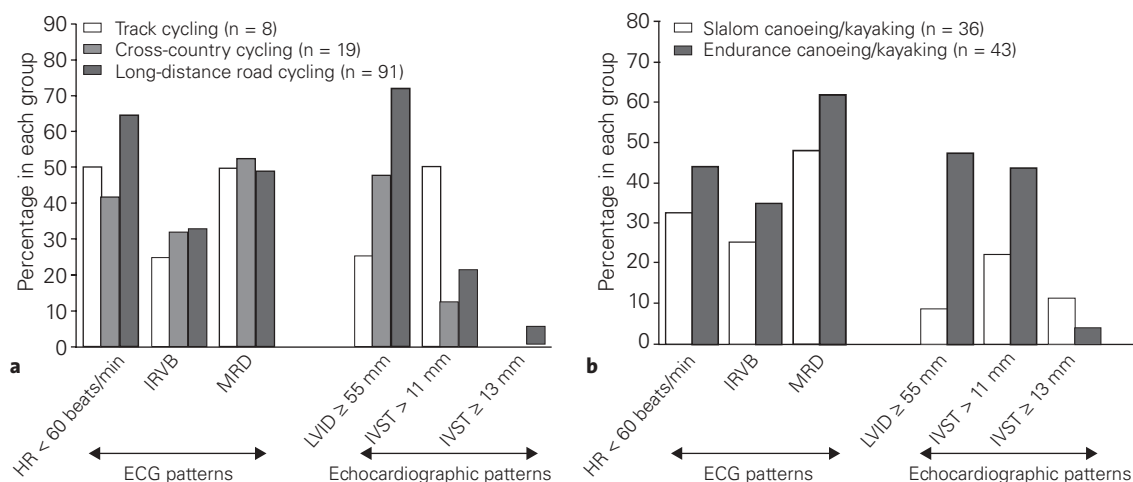 Track cycling (n = 8)
Cross-country cycling (n = 19)
Long-distance road cycling (n = 91)
Percentage in each group
90
80
70
60
50
40
30
20
10
0
a
HR < 60 beats/min
IRVB
MRD
LVID ≥ 55 mm
IVST > 11 mm
IVST ≥ 13 mm
ECG patterns
Echocardiographic patterns
Slalom canoeing/kayaking (n = 36)
Endurance canoeing/kayaking (n = 43)
Percentage in each group
80
70
60
50
40
30
20
10
0
b
HR < 60 beats/min
IRVB
MRD
LVID ≥ 55 mm
IVST > 11 mm
IVST ≥ 13 mm
ECG patterns
Echocardiographic patterns